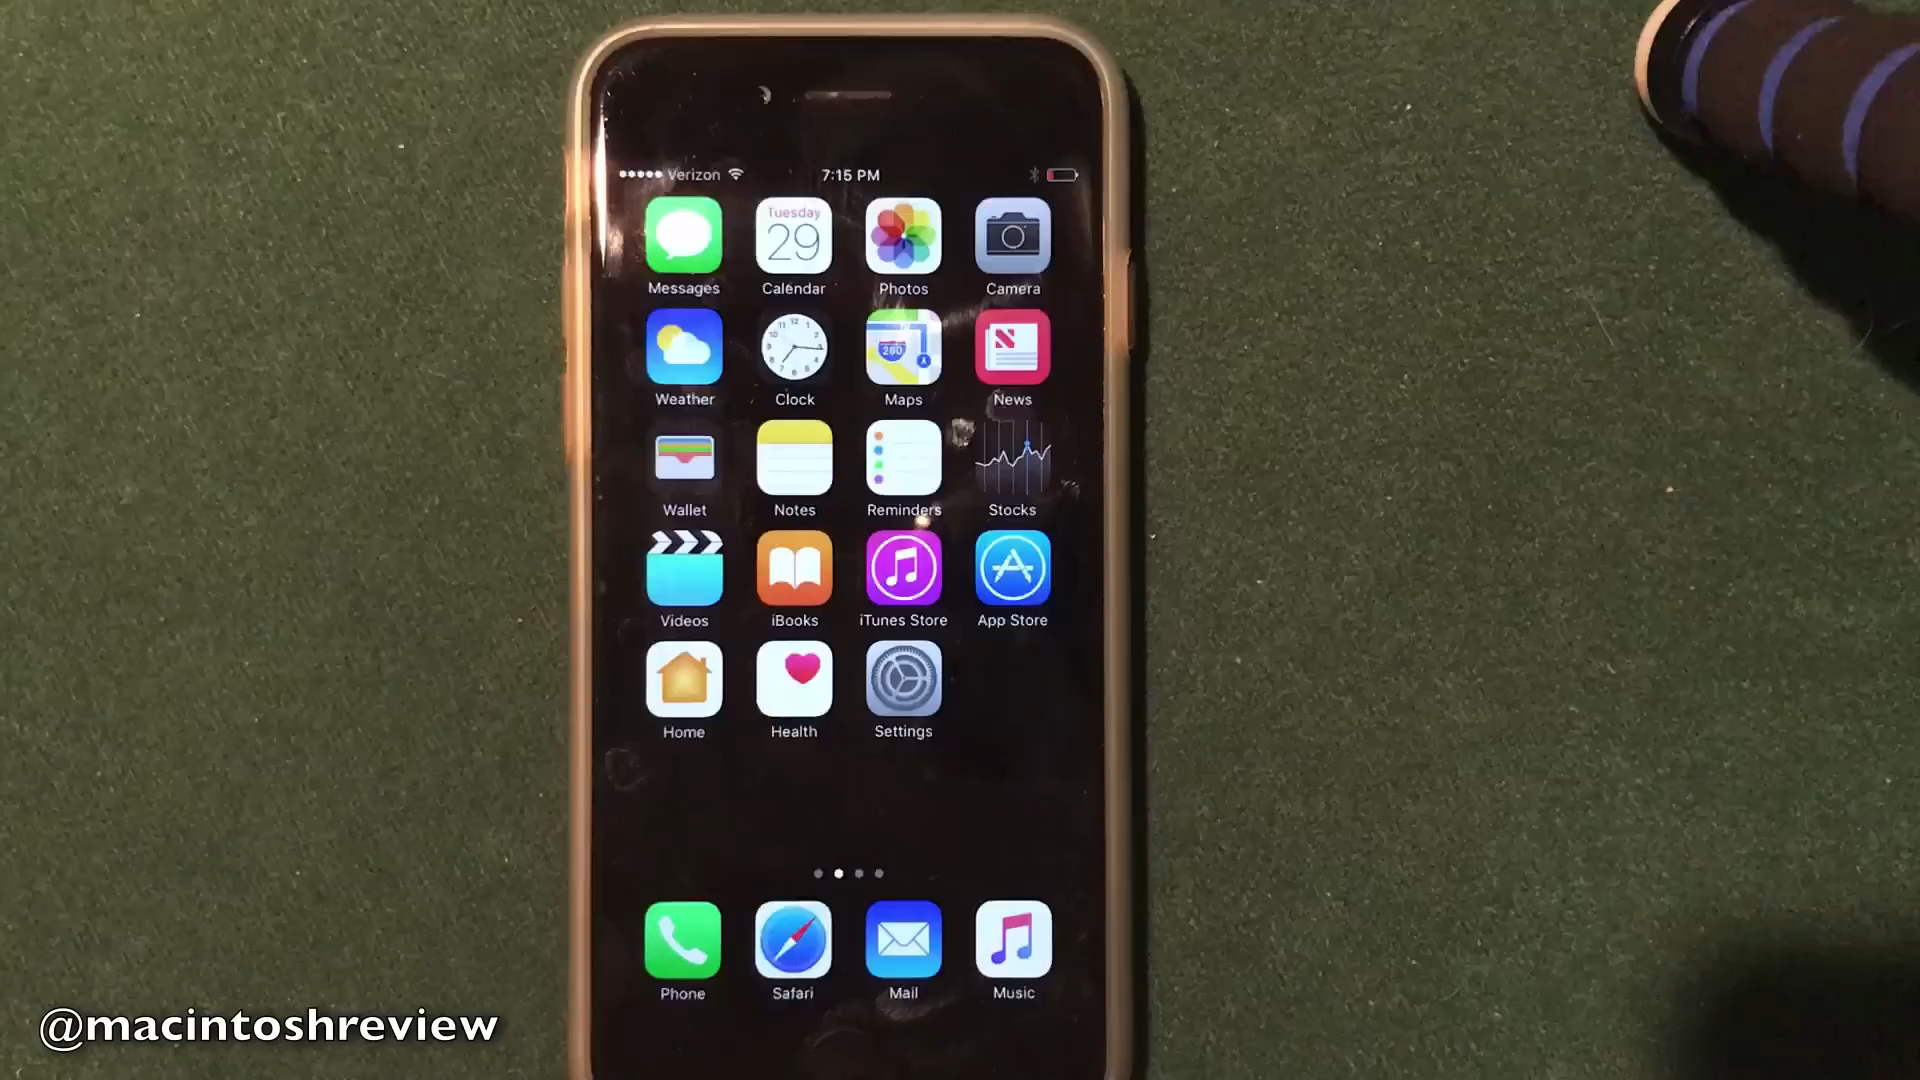 Verizon 7:15 PM
Tuesday
29
Messages Calendar Photos Camera
280
Weather Clock Maps News
Wallet Notes Reminders Stocks
Videos iBooks iTunes Store App Store
Home Health Settings
Phone Safari Mail Music
@macintoshreview